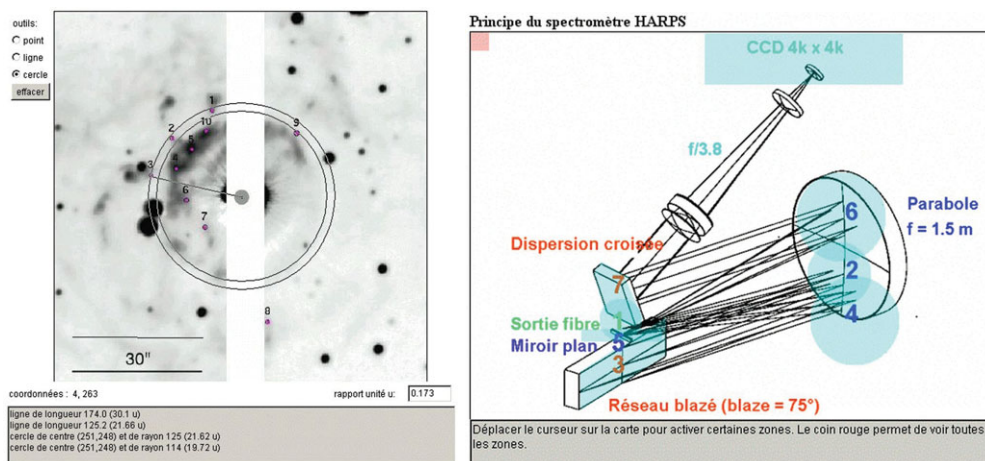 outils:
point
ligne
cercle
effacer
1
2
10
9
5
3
4
6
7
8
30"
coordonnées : 4, 263
rapport unité u: 0.173
ligne de longueur 174.0 (30.1 u)
ligne de longueur 125.2 (21.66 u)
cercle de centre (251,248) et de rayon 125 (21.62 u)
cercle de centre (251,248) et de rayon 114 (19.72 u)
Principe du spectromètre HARPS
CCD 4k x 4k
f/3.8
6
Parabole
f = 1.5 m
Dispersion croisée
7
2
1
4
Sortie fibre
Miroir plan
5
3
Réseau blazé (blaze = 75°)
Déplacer le curseur sur la carte pour activer certaines zones. Le coin rouge permet de voir toutes
les zones.